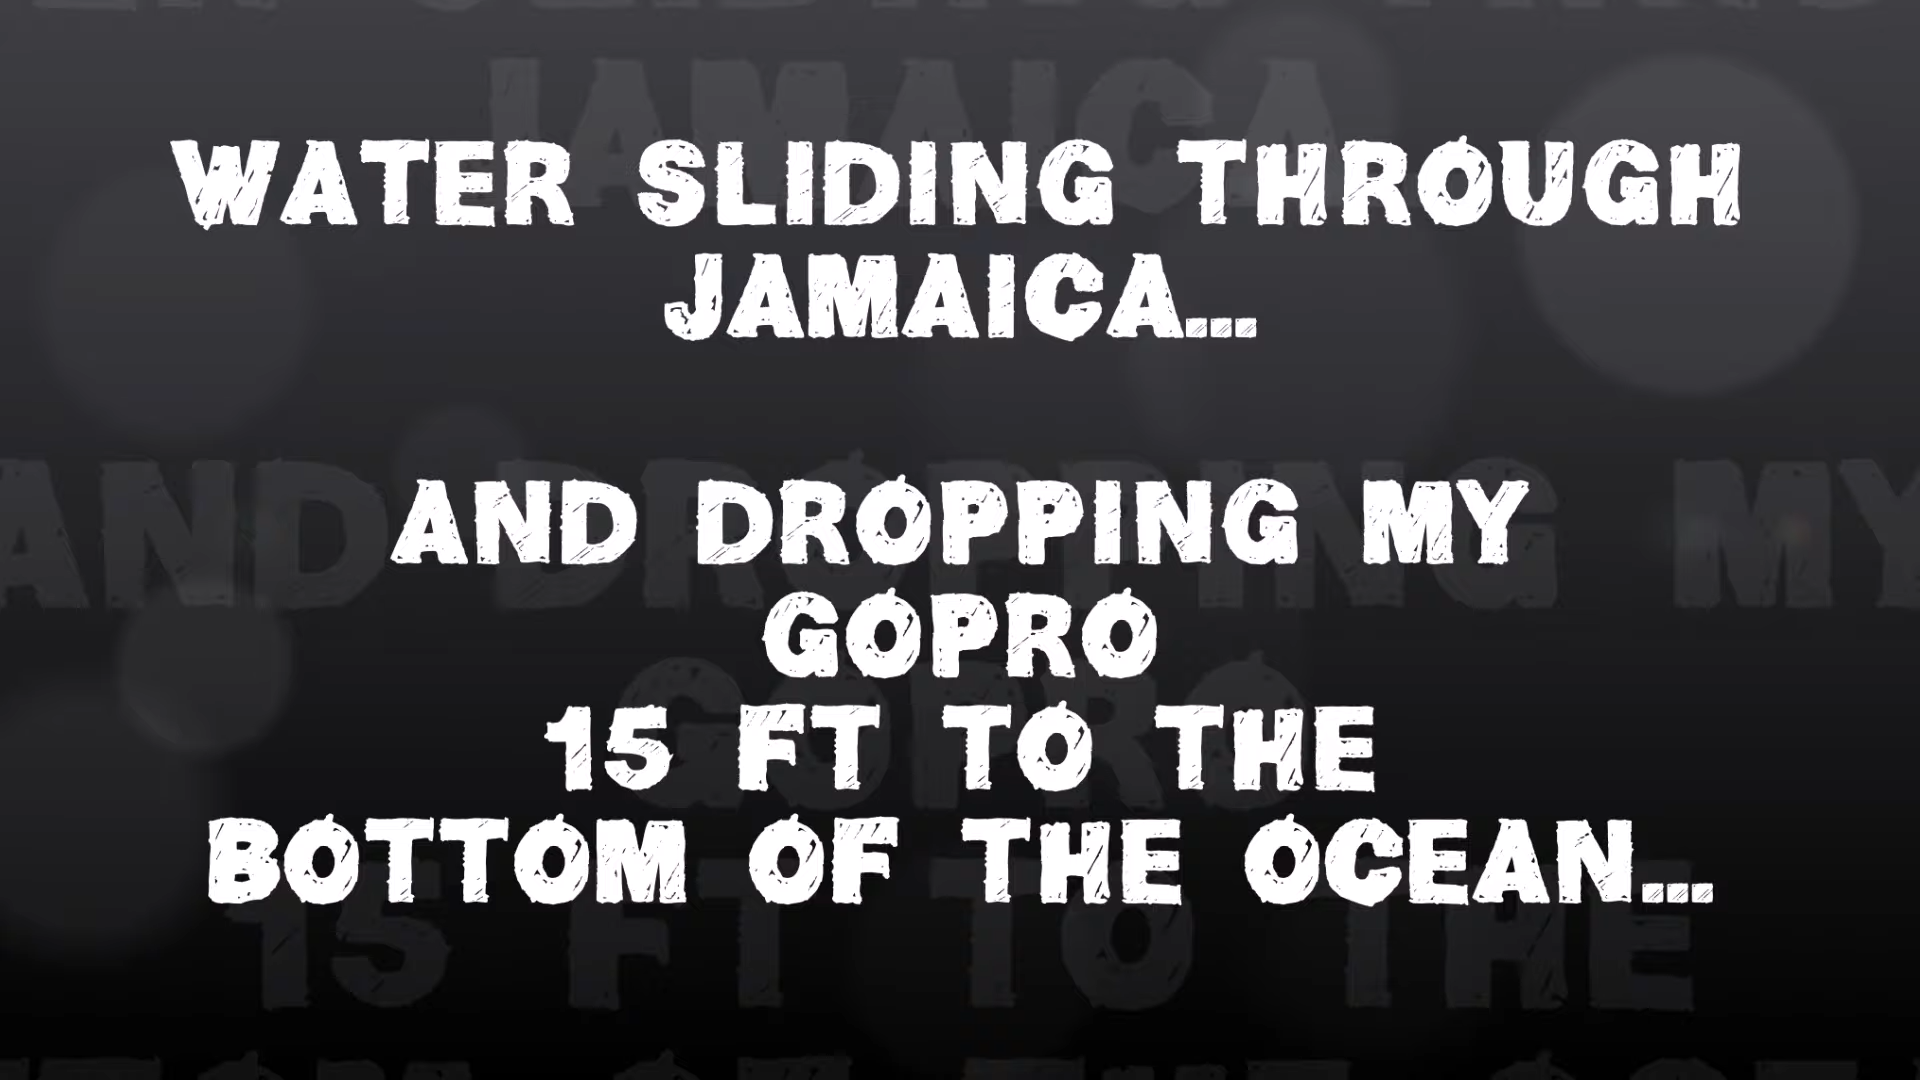 WATER SLIDING THROUGH
JAMAICA...
AND DROPPING MY
GOPRO
15 FT TO THE
BOTTOM OF THE OCEAN...